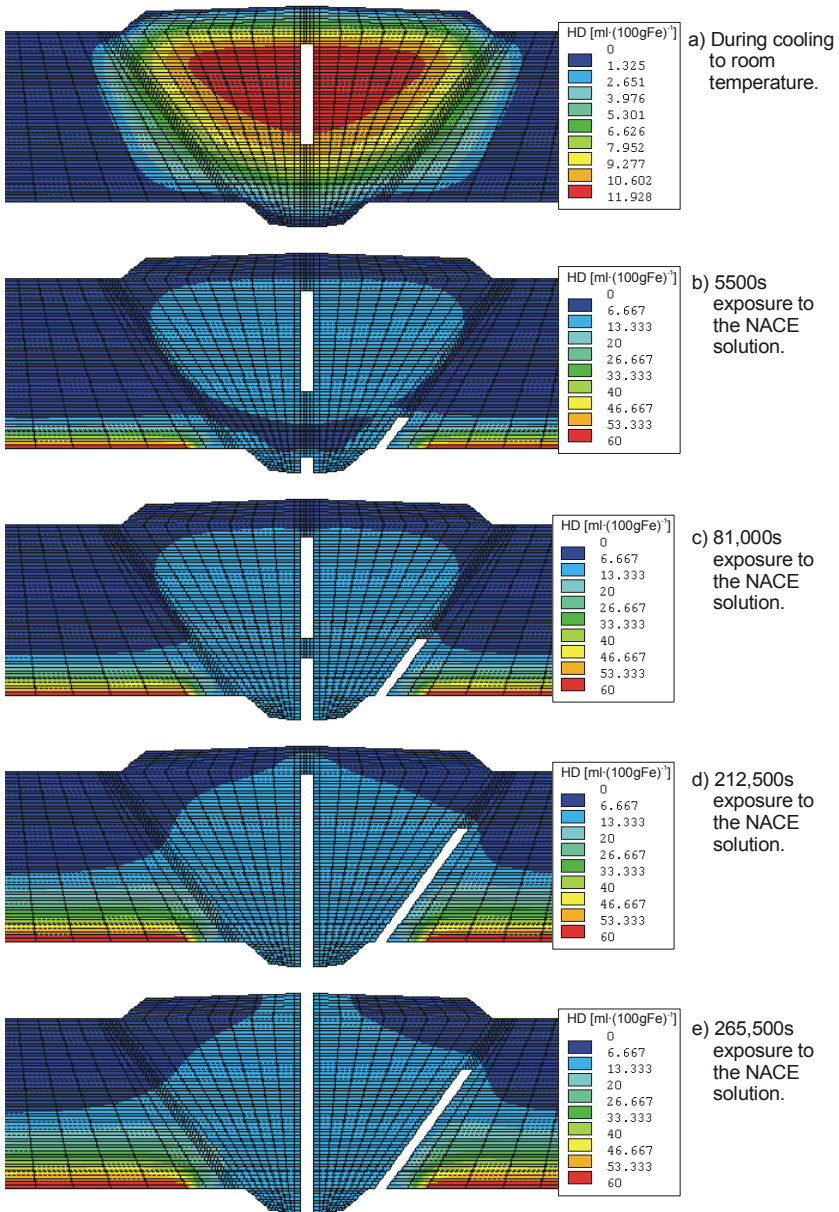 HD [ml·(100gFe)⁻¹]
0
1.325
2.651
3.976
5.301
6.626
7.952
9.277
10.602
11.928
a) During cooling
to room
temperature.
HD [ml·(100gFe)⁻¹]
0
6.667
13.333
20
26.667
33.333
40
46.667
53.333
60
b) 5500s
exposure to
the NACE
solution.
HD [ml·(100gFe)⁻¹]
0
6.667
13.333
20
26.667
33.333
40
46.667
53.333
60
c) 81,000s
exposure to
the NACE
solution.
HD [ml·(100gFe)⁻¹]
0
6.667
13.333
20
26.667
33.333
40
46.667
53.333
60
d) 212,500s
exposure to
the NACE
solution.
HD [ml·(100gFe)⁻¹]
0
6.667
13.333
20
26.667
33.333
40
46.667
53.333
60
e) 265,500s
exposure to
the NACE
solution.